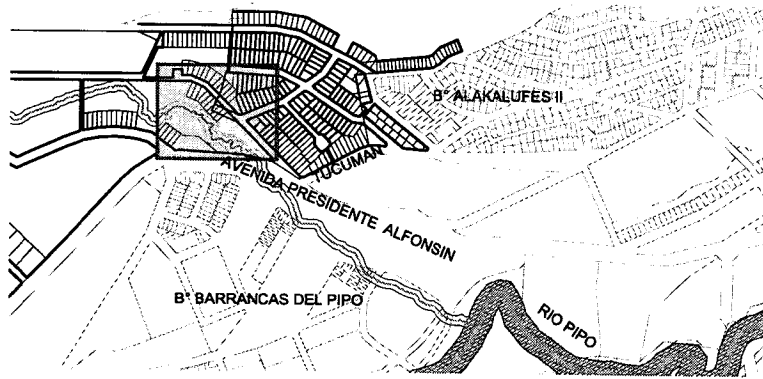 B° ALAKALUFES II
TUCUMAN
AVENIDA PRESIDENTE ALFONSIN
B° BARRANCAS DEL PIPO
RIO PIPO